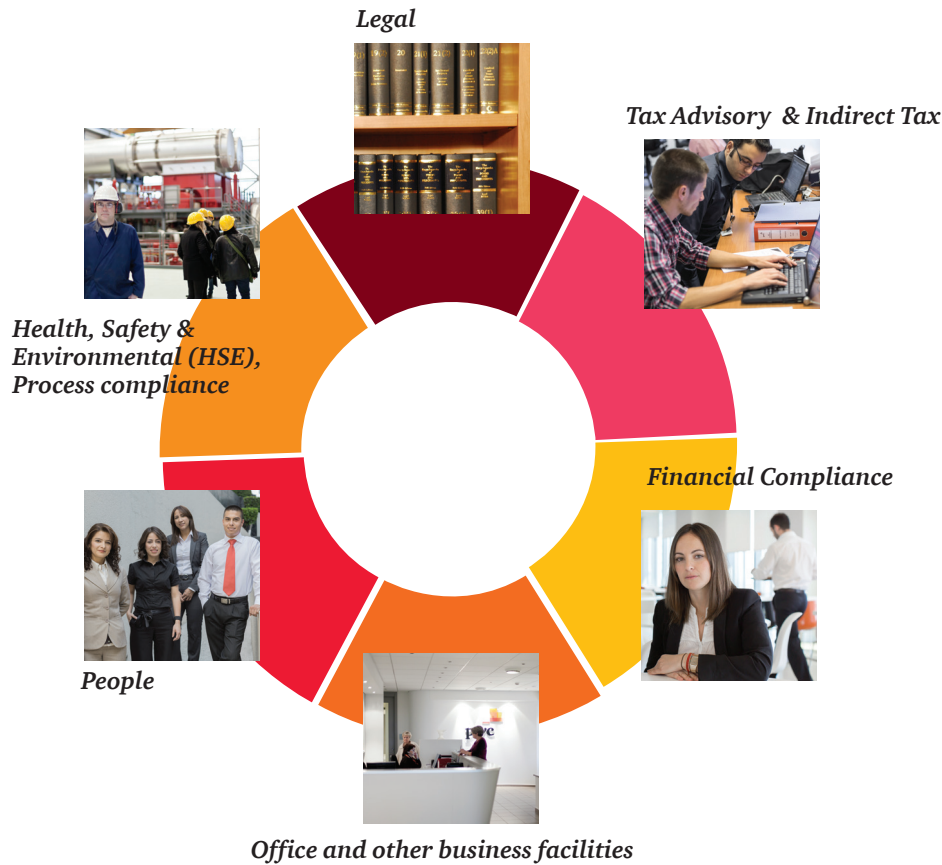 Legal
Tax Advisory & Indirect Tax
Health, Safety &
Environmental (HSE),
Process compliance
Financial Compliance
People
pwc
Office and other business facilities